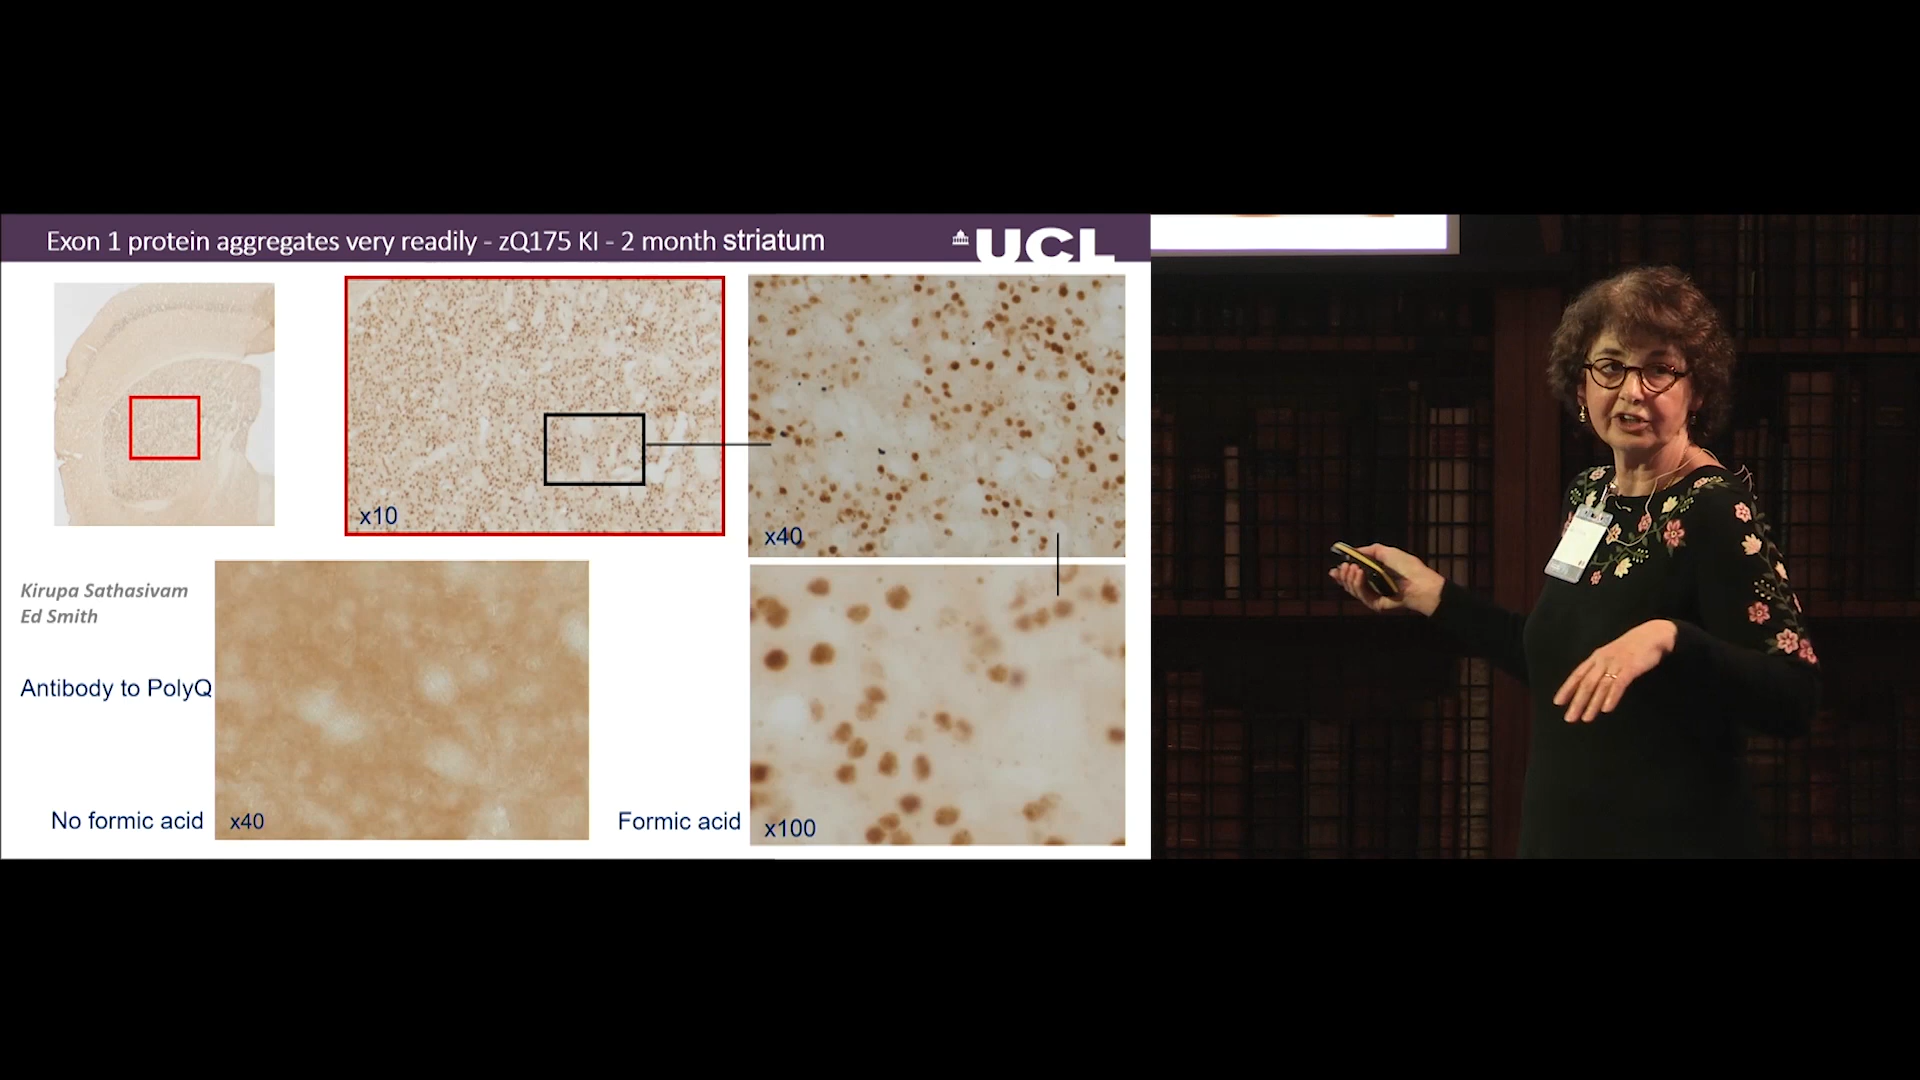 Exon 1 protein aggregates very readily - zQ175 KI - 2 month striatum
UCL
x10
x40
Kirupa Sathasivam
Ed Smith
Antibody to PolyQ
No formic acid
x40
Formic acid
x100